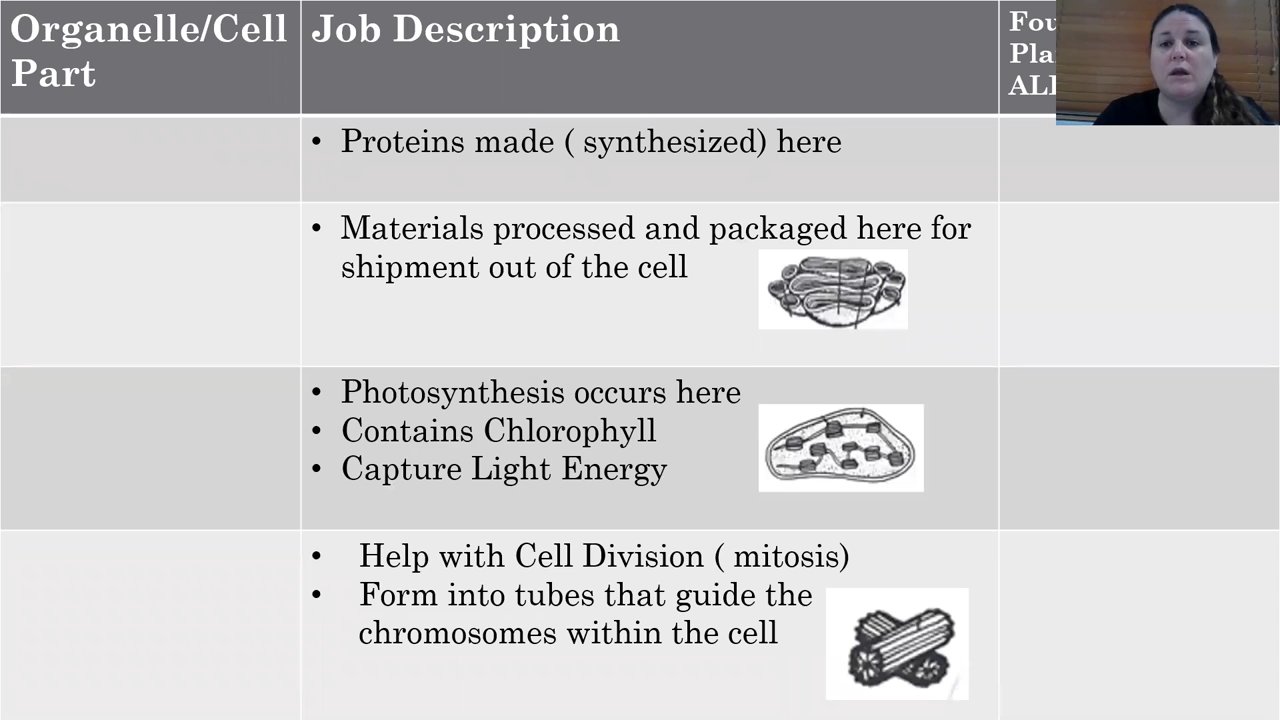 Organelle/Cell
Part
Job Description
• Proteins made ( synthesized) here
• Materials processed and packaged here for
shipment out of the cell
• Photosynthesis occurs here
• Contains Chlorophyll
• Capture Light Energy
• Help with Cell Division ( mitosis)
• Form into tubes that guide the
chromosomes within the cell